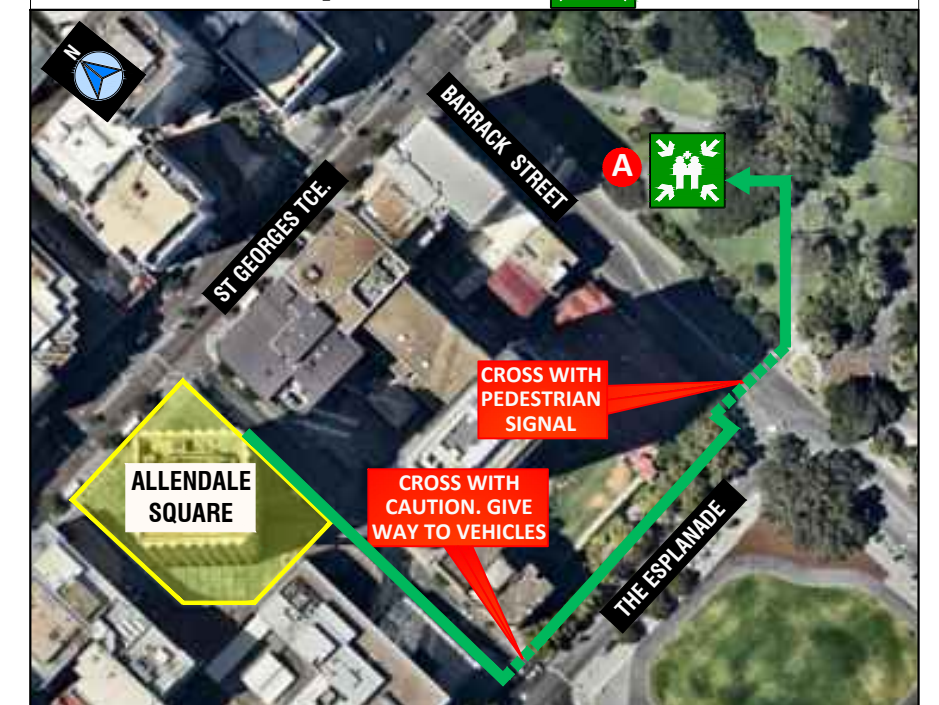 N
BARRACK STREET
A
ST GEORGES TCE.
CROSS WITH
PEDESTRIAN
SIGNAL
ALLENDALE
SQUARE
CROSS WITH
CAUTION. GIVE
WAY TO VEHICLES
THE ESPLANADE